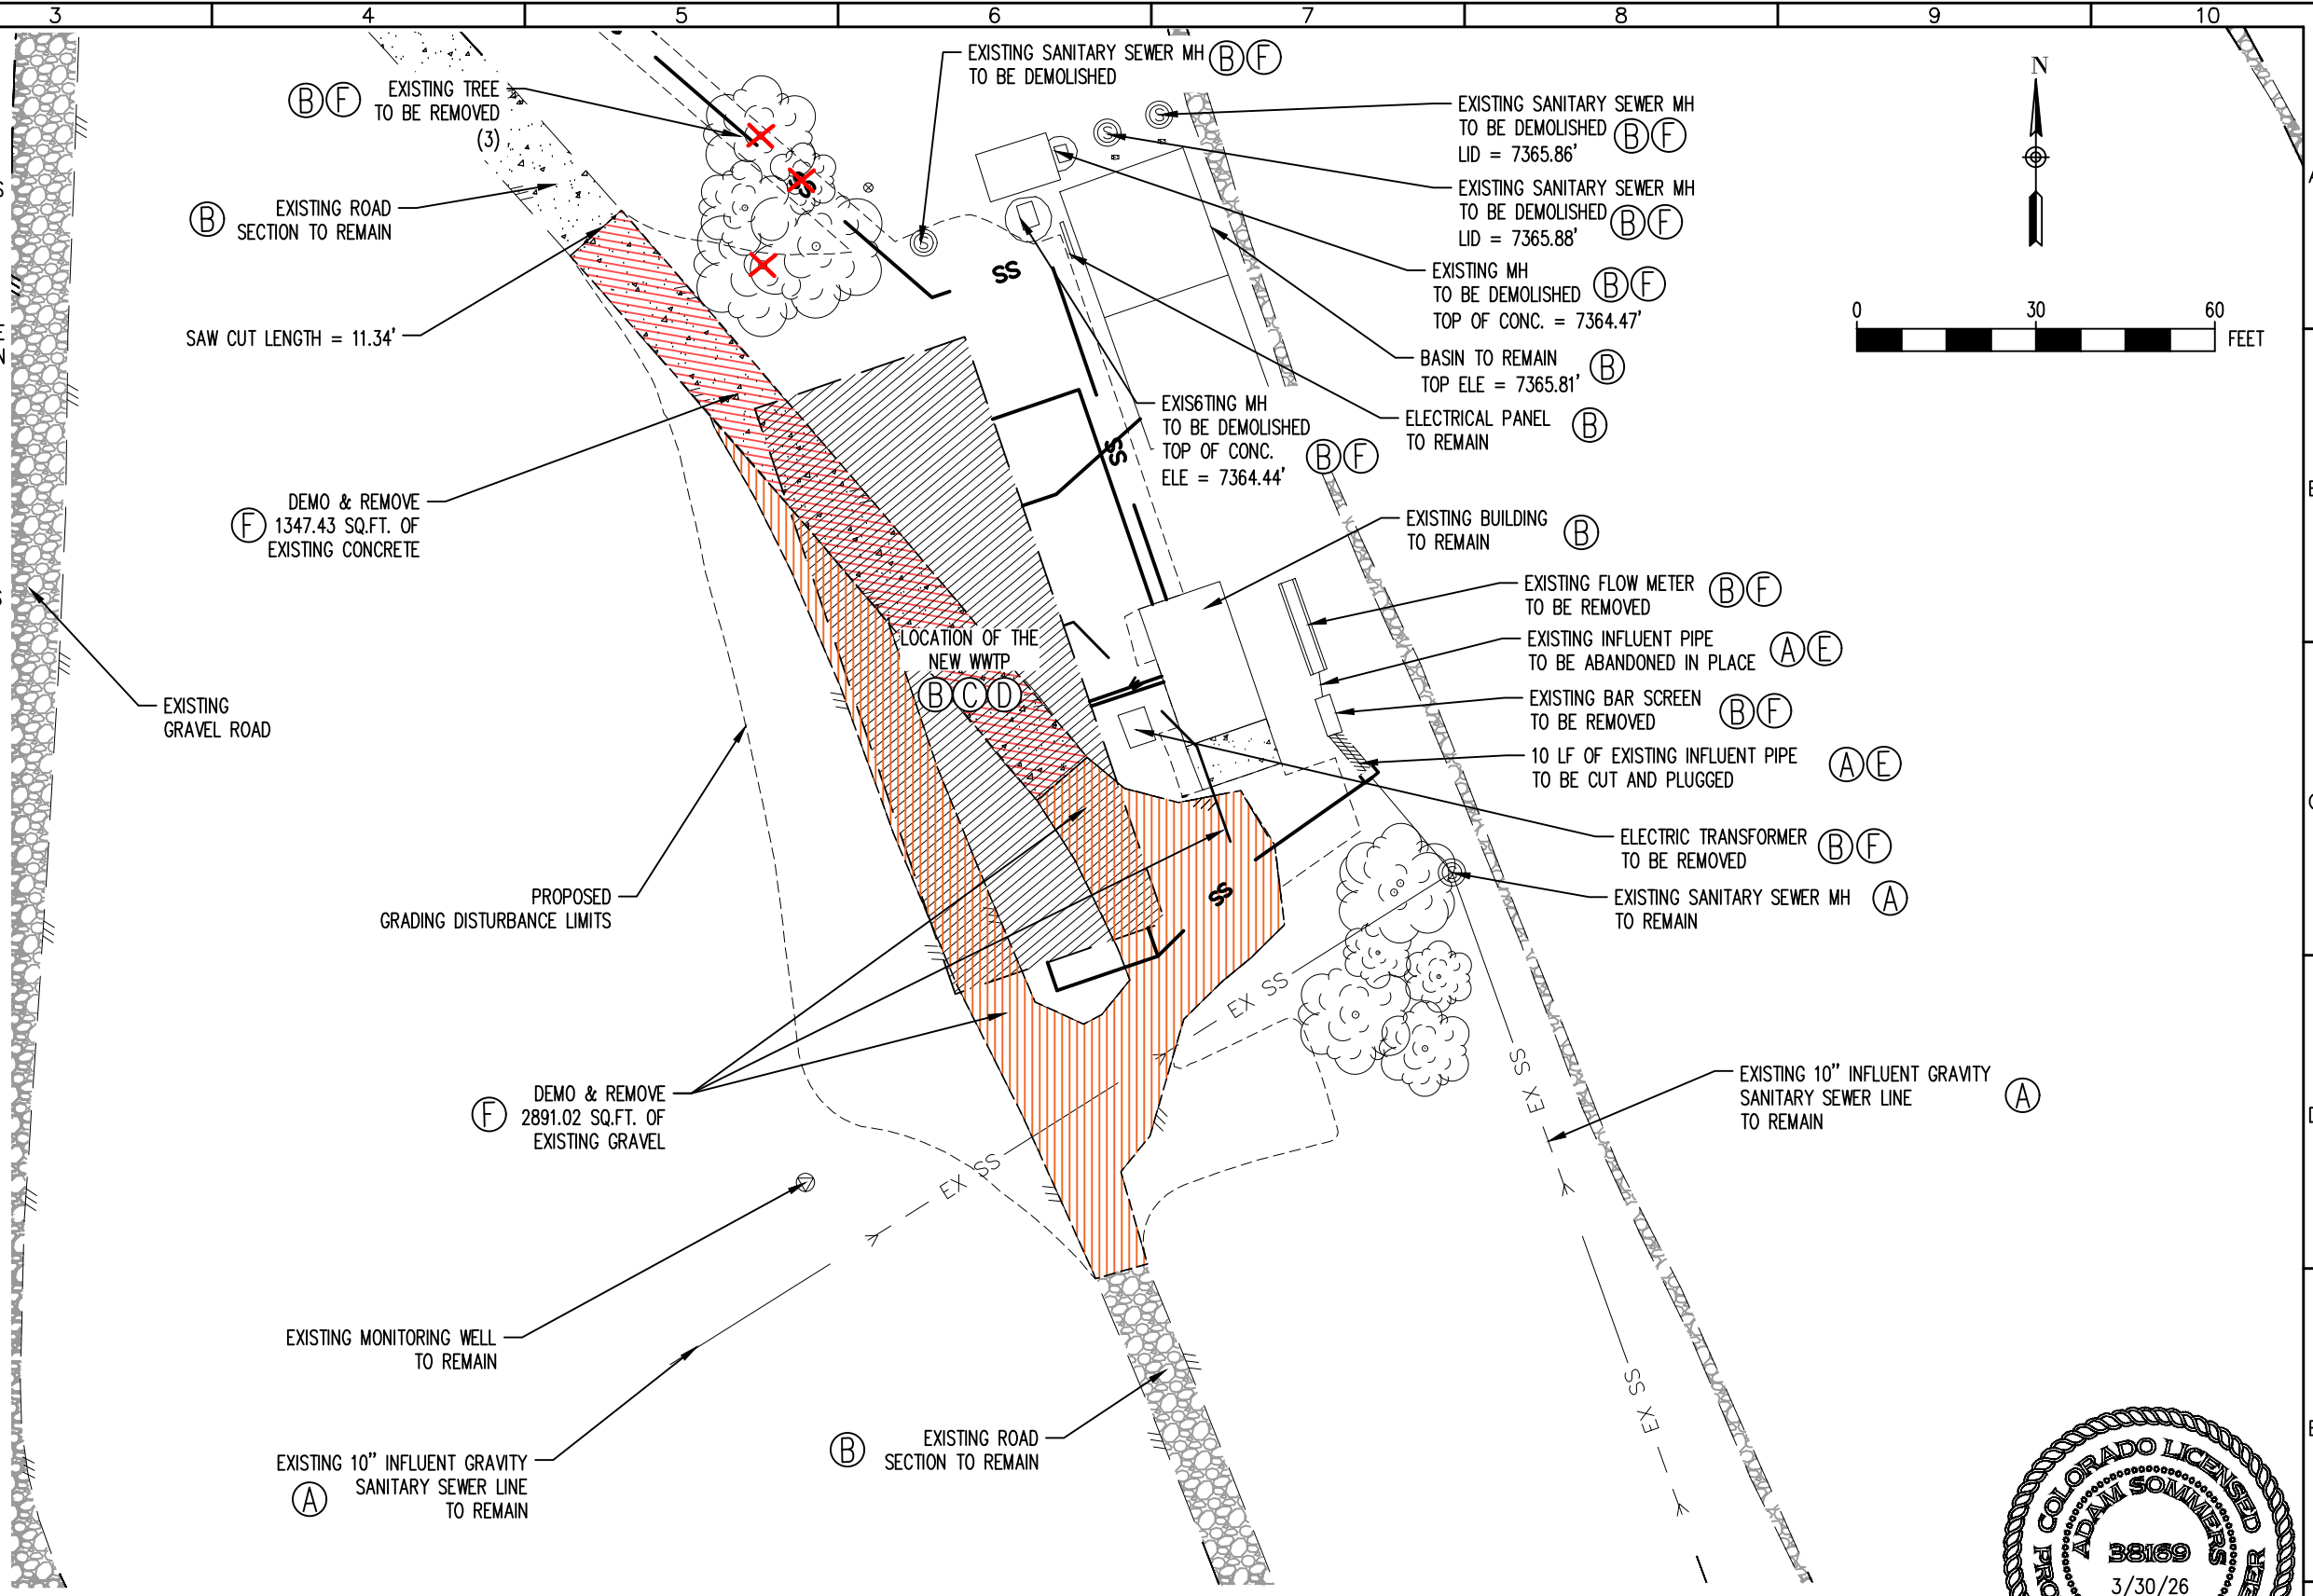 3
4
5
6
7
8
9
10
EXISTING SANITARY SEWER MH B F
TO BE DEMOLISHED
B F EXISTING TREE
TO BE REMOVED
(3)
EXISTING SANITARY SEWER MH
TO BE DEMOLISHED B F
LID = 7365.86'
N
EXISTING SANITARY SEWER MH
TO BE DEMOLISHED B F
LID = 7365.88'
B EXISTING ROAD
SECTION TO REMAIN
SS
SS
EXISTING MH
TO BE DEMOLISHED B F
TOP OF CONC. = 7364.47'
0 30 60
FEET
SAW CUT LENGTH = 11.34'
BASIN TO REMAIN B
TOP ELE = 7365.81'
EXIS6TING MH
TO BE DEMOLISHED
TOP OF CONC. B F
ELE = 7364.44'
ELECTRICAL PANEL B
TO REMAIN
SS
DEMO & REMOVE
F 1347.43 SQ.FT. OF
EXISTING CONCRETE
EXISTING BUILDING B
TO REMAIN
EXISTING FLOW METER B F
TO BE REMOVED
LOCATION OF THE
NEW WWTP
B C D
EXISTING INFLUENT PIPE A E
TO BE ABANDONED IN PLACE
EXISTING BAR SCREEN B F
TO BE REMOVED
EXISTING
GRAVEL ROAD
10 LF OF EXISTING INFLUENT PIPE A E
TO BE CUT AND PLUGGED
ELECTRIC TRANSFORMER B F
TO BE REMOVED
PROPOSED
GRADING DISTURBANCE LIMITS
SS
EXISTING SANITARY SEWER MH A
TO REMAIN
EX SS
EX SS
DEMO & REMOVE
F 2891.02 SQ.FT. OF
EXISTING GRAVEL
EXISTING 10" INFLUENT GRAVITY
SANITARY SEWER LINE A
TO REMAIN
EX SS
EXISTING MONITORING WELL
TO REMAIN
EX SS
B EXISTING ROAD
SECTION TO REMAIN
EXISTING 10" INFLUENT GRAVITY
A SANITARY SEWER LINE
TO REMAIN
COLORADO LICENSED
ADAM SOMMERS
38169
3/30/26